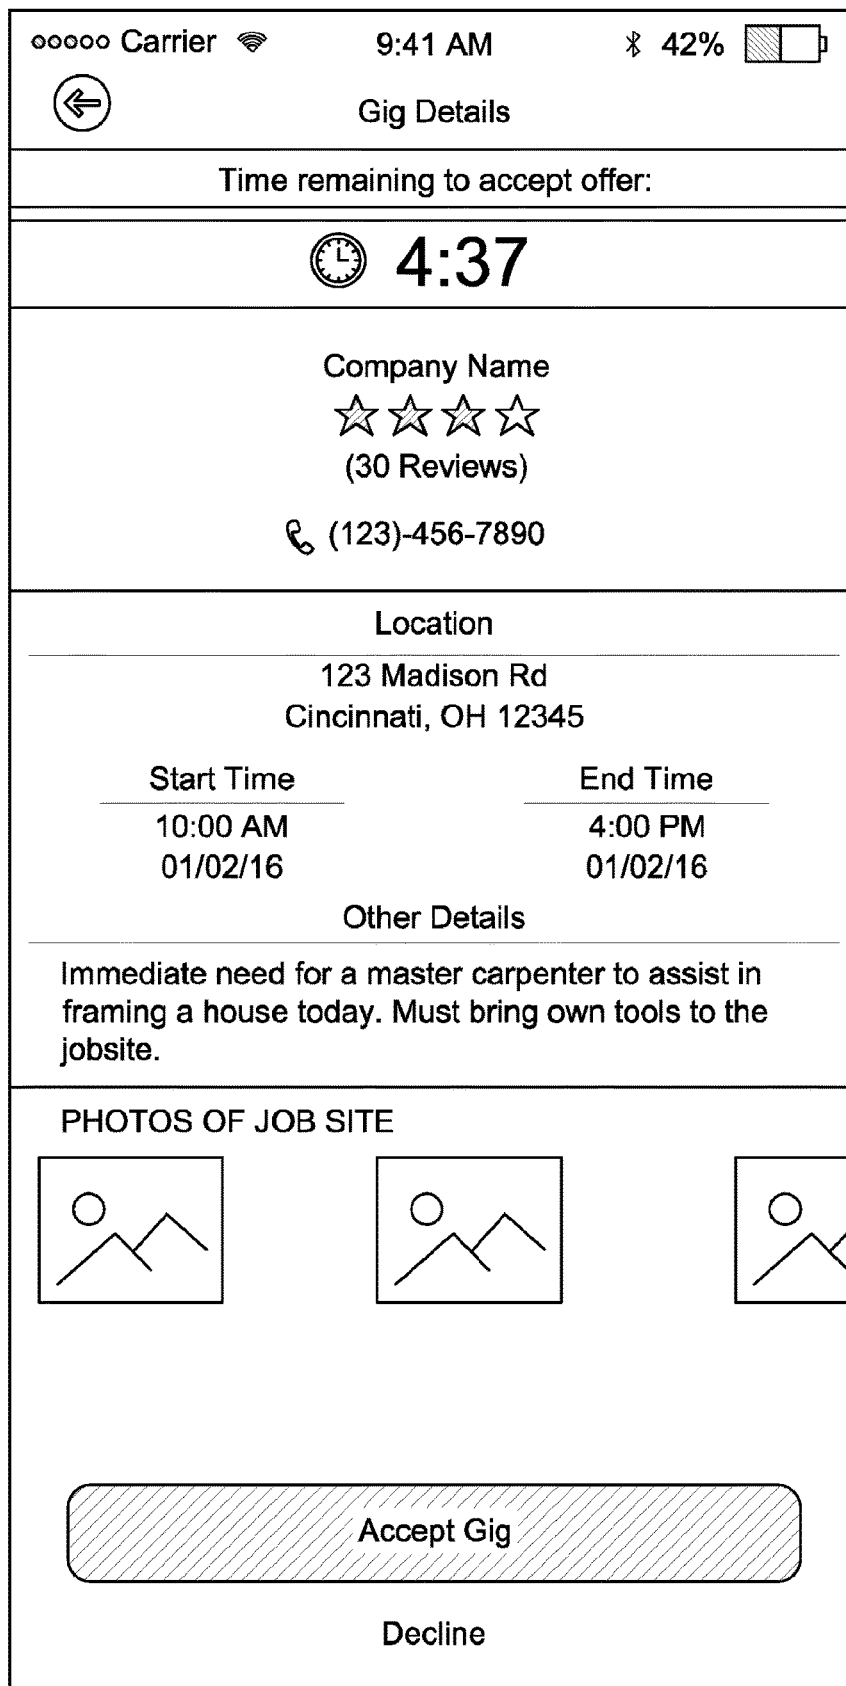 Carrier 9:41 AM 42%
Gig Details
Time remaining to accept offer:
4:37
Company Name
(30 Reviews)
(123)-456-7890
Location
123 Madison Rd
Cincinnati, OH 12345
Start Time End Time
10:00 AM 4:00 PM
01/02/16 01/02/16
Other Details
Immediate need for a master carpenter to assist in
framing a house today. Must bring own tools to the
jobsite.
PHOTOS OF JOB SITE
Accept Gig
Decline